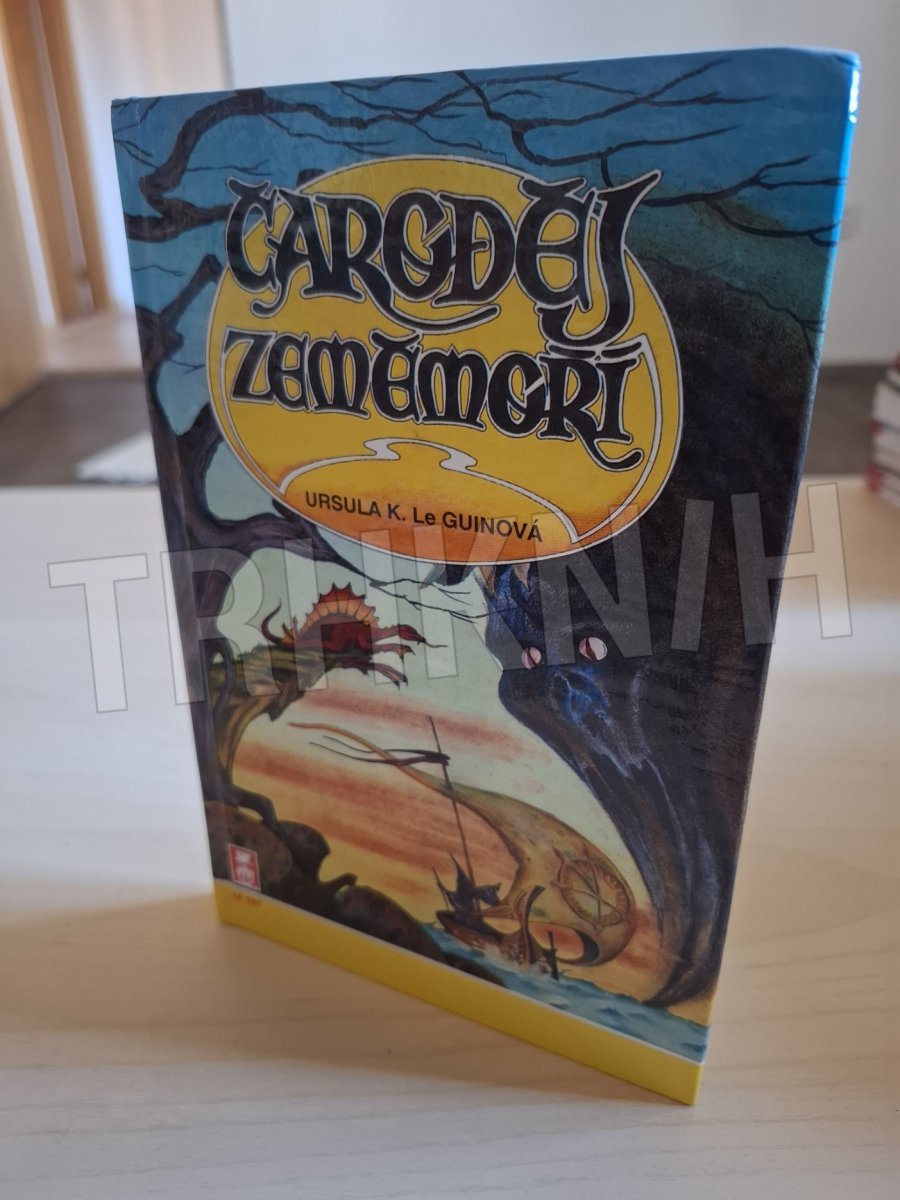 ČARODĚJ
ZEMĚMOŘÍ
URSULA K. Le GUINOVÁ
TRHKNIH